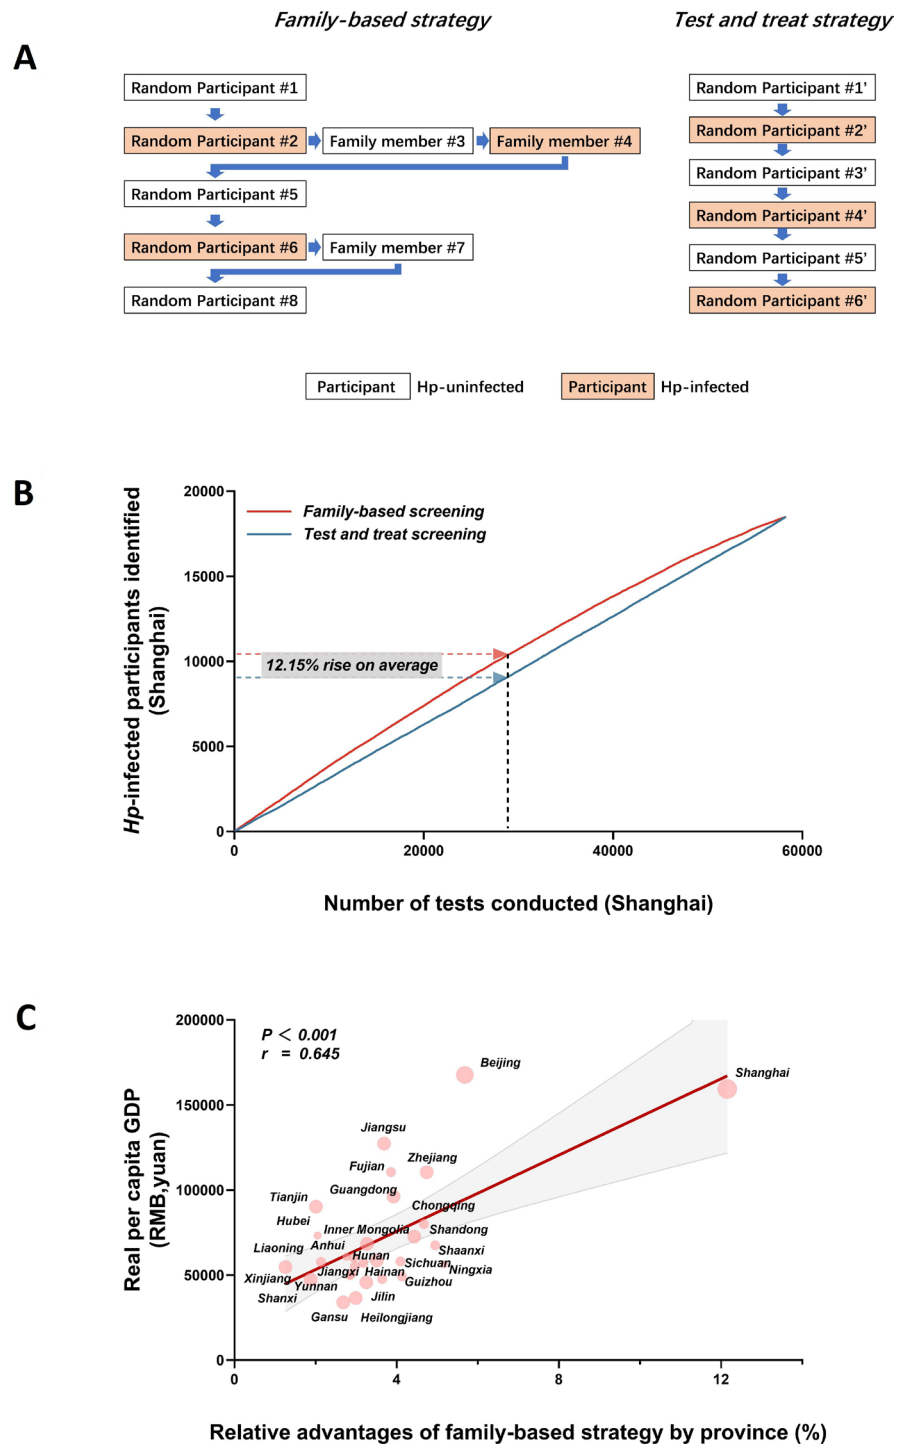 Family-based strategy
Test and treat strategy
A
Random Participant #1
Random Participant #2
Family member #3
Family member #4
Random Participant #5
Random Participant #6
Family member #7
Random Participant #8
Random Participant #1’
Random Participant #2’
Random Participant #3’
Random Participant #4’
Random Participant #5’
Random Participant #6’
Participant
Hp-uninfected
Participant
Hp-infected
B
Hp-infected participants identified
(Shanghai)
20000
15000
10000
5000
0
Family-based screening
Test and treat screening
12.15% rise on average
0
20000
40000
60000
Number of tests conducted (Shanghai)
C
Real per capita GDP
(RMB,yuan)
200000
150000
100000
50000
0
P < 0.001
r = 0.645
Beijing
Shanghai
Jiangsu
Zhejiang
Fujian
Guangdong
Tianjin
Chongqing
Hubei
Inner Mongolia
Shandong
Liaoning
Anhui
Hunan
Shaanxi
Sichuan
Ningxia
Xinjiang
Jiangxi
Hainan
Guizhou
Yunnan
Shanxi
Jilin
Gansu
Heilongjiang
0
4
8
12
Relative advantages of family-based strategy by province (%)